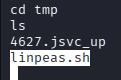 cd tmp
ls
4627.jsvc_up
linpeas.sh